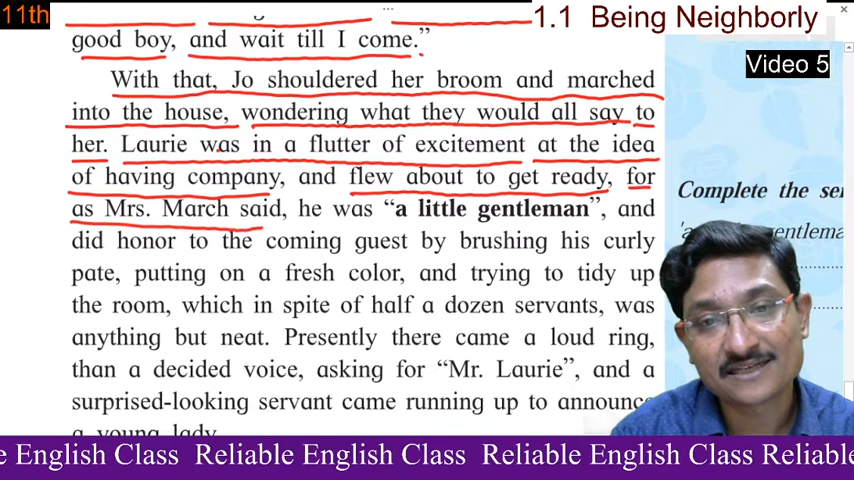 11th
1.1 Being Neighborly
Video 5
good boy, and wait till I come.”
With that, Jo shouldered her broom and marched
into the house, wondering what they would all say to
her. Laurie was in a flutter of excitement at the idea
of having company, and flew about to get ready, for
as Mrs. March said, he was “a little gentleman”, and
did honor to the coming guest by brushing his curly
pate, putting on a fresh color, and trying to tidy up
the room, which in spite of half a dozen servants, was
anything but neat. Presently there came a loud ring,
than a decided voice, asking for “Mr. Laurie”, and a
surprised-looking servant came running up to announce
a young lady.
Complete the se
Reliable English Class Reliable English Class Reliable English Class Reliable